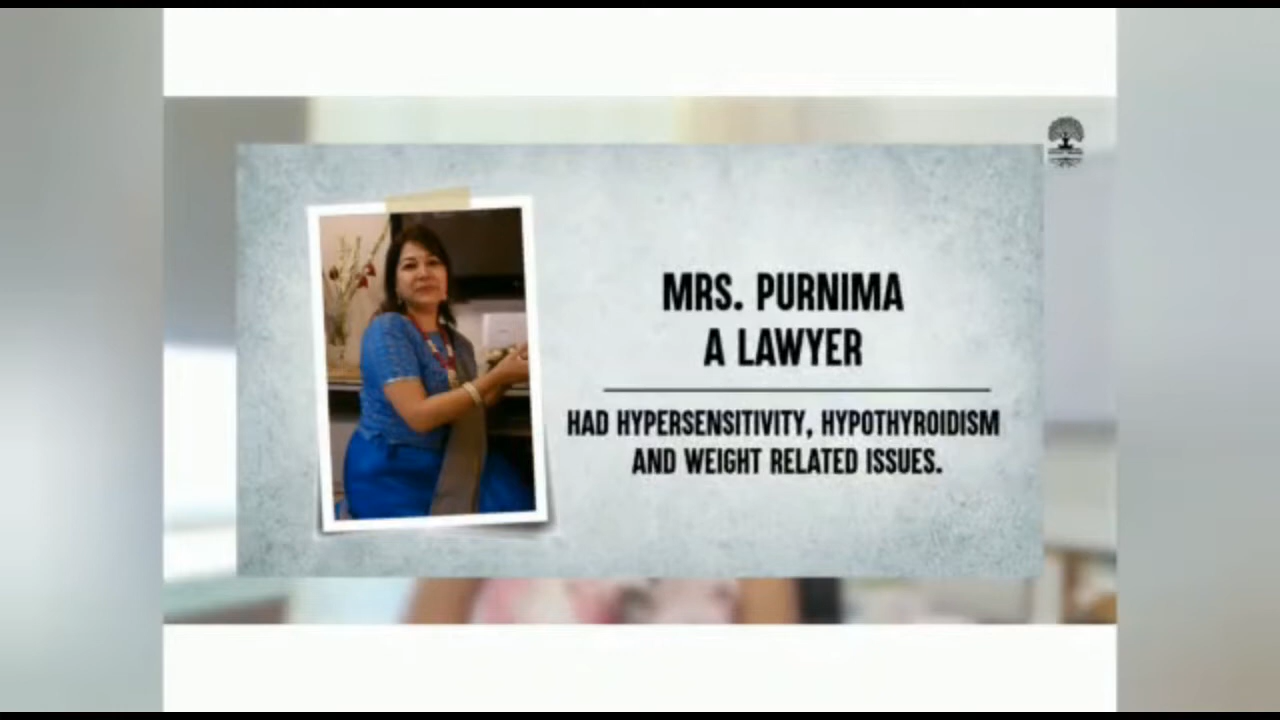 MRS. PURNIMA
A LAWYER
HAD HYPERSENSITIVITY, HYPOTHYROIDISM
AND WEIGHT RELATED ISSUES.